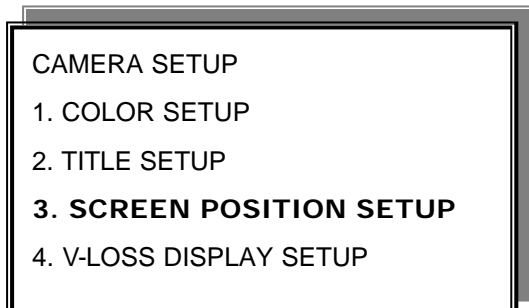 CAMERA SETUP
1. COLOR SETUP
2. TITLE SETUP
3. SCREEN POSITION SETUP
4. V-LOSS DISPLAY SETUP